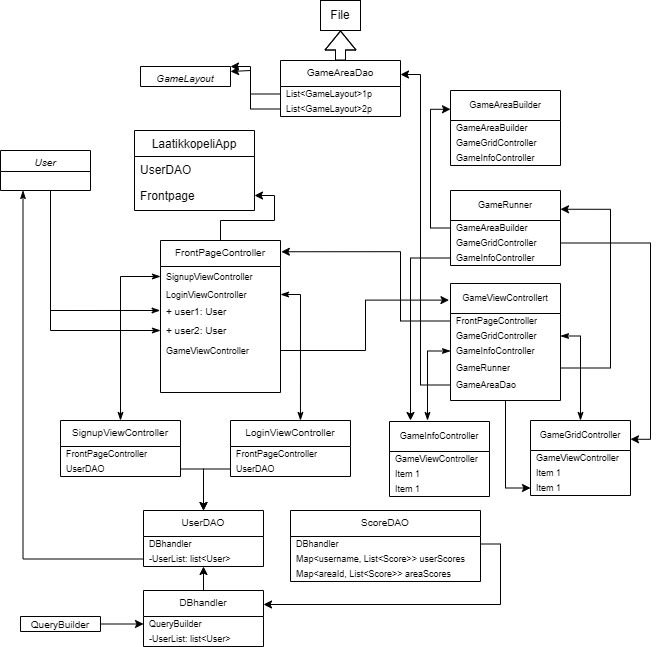 File
GameAreaDao
List<GameLayout>1p
List<GameLayout>2p
GameLayout
GameAreaBuilder
GameAreaBuilder
GameGridController
GameInfoController
LaatikkopeliApp
UserDAO
Frontpage
User
GameRunner
GameAreaBuilder
GameGridController
GameInfoController
FrontPageController
SignupViewController
LoginViewController
+ user1: User
+ user2: User
GameViewController
GameViewControllert
FrontPageController
GameGridController
GameInfoController
GameRunner
GameAreaDao
SignupViewController
FrontPageController
UserDAO
LoginViewController
FrontPageController
UserDAO
GameInfoController
GameViewController
Item 1
Item 1
GameGridController
GameViewController
Item 1
Item 1
UserDAO
DBhandler
-UserList: list<User>
ScoreDAO
DBhandler
Map<username, List<Score>> userScores
Map<areaId, List<Score>> areaScores
DBhandler
QueryBuilder
-UserList: list<User>
QueryBuilder